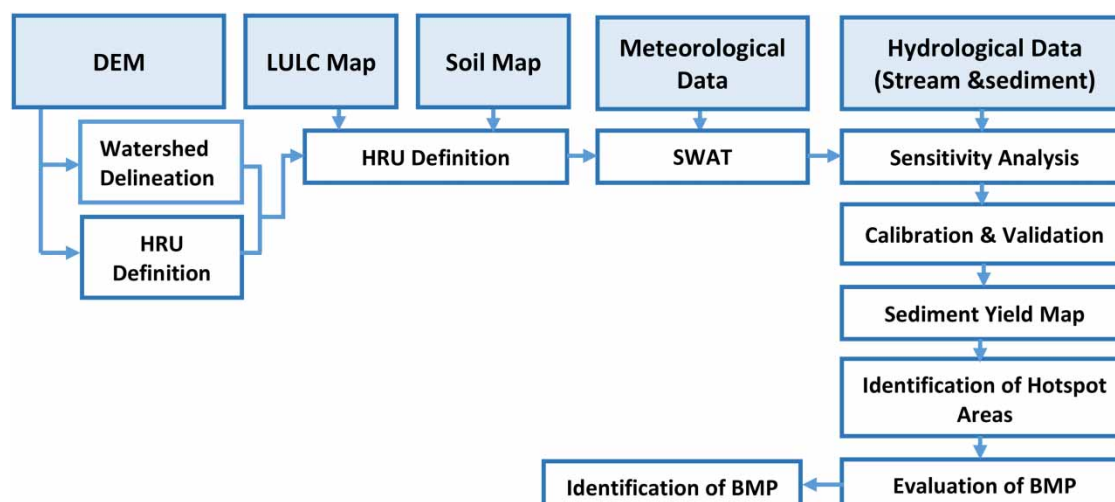 DEM
LULC Map
Soil Map
Meteorological
Data
Hydrological Data
(Stream &sediment)
Watershed
Delineation
HRU Definition
SWAT
Sensitivity Analysis
HRU
Definition
Calibration & Validation
Sediment Yield Map
Identification of Hotspot
Areas
Identification of BMP
Evaluation of BMP